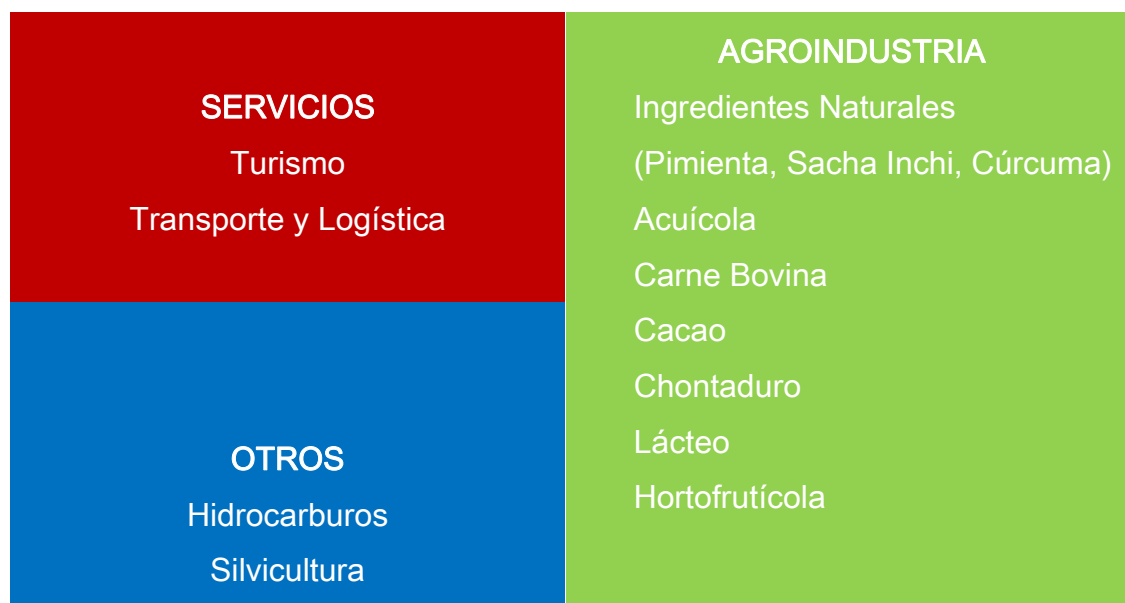 SERVICIOS
Turismo
Transporte y Logística
OTROS
Hidrocarburos
Silvicultura
AGROINDUSTRIA
Ingredientes Naturales
(Pimienta, Sacha Inchi, Cúrcuma)
Acuícola
Carne Bovina
Cacao
Chontaduro
Lácteo
Hortofrutícola